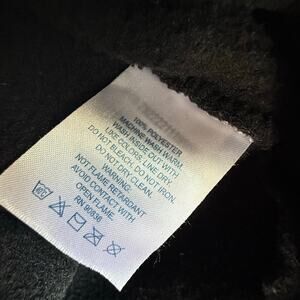 100% POLYESTER
MACHINE WASH WARM
WASH INSIDE OUT WITH
LIKE COLORS. LINE DRY.
DO NOT BLEACH. DO NOT IRON.
DO NOT DRY CLEAN.
WARNING.
NOT FLAME RETARDANT
AVOID CONTACT WITH
OPEN FLAME.
RN 90636